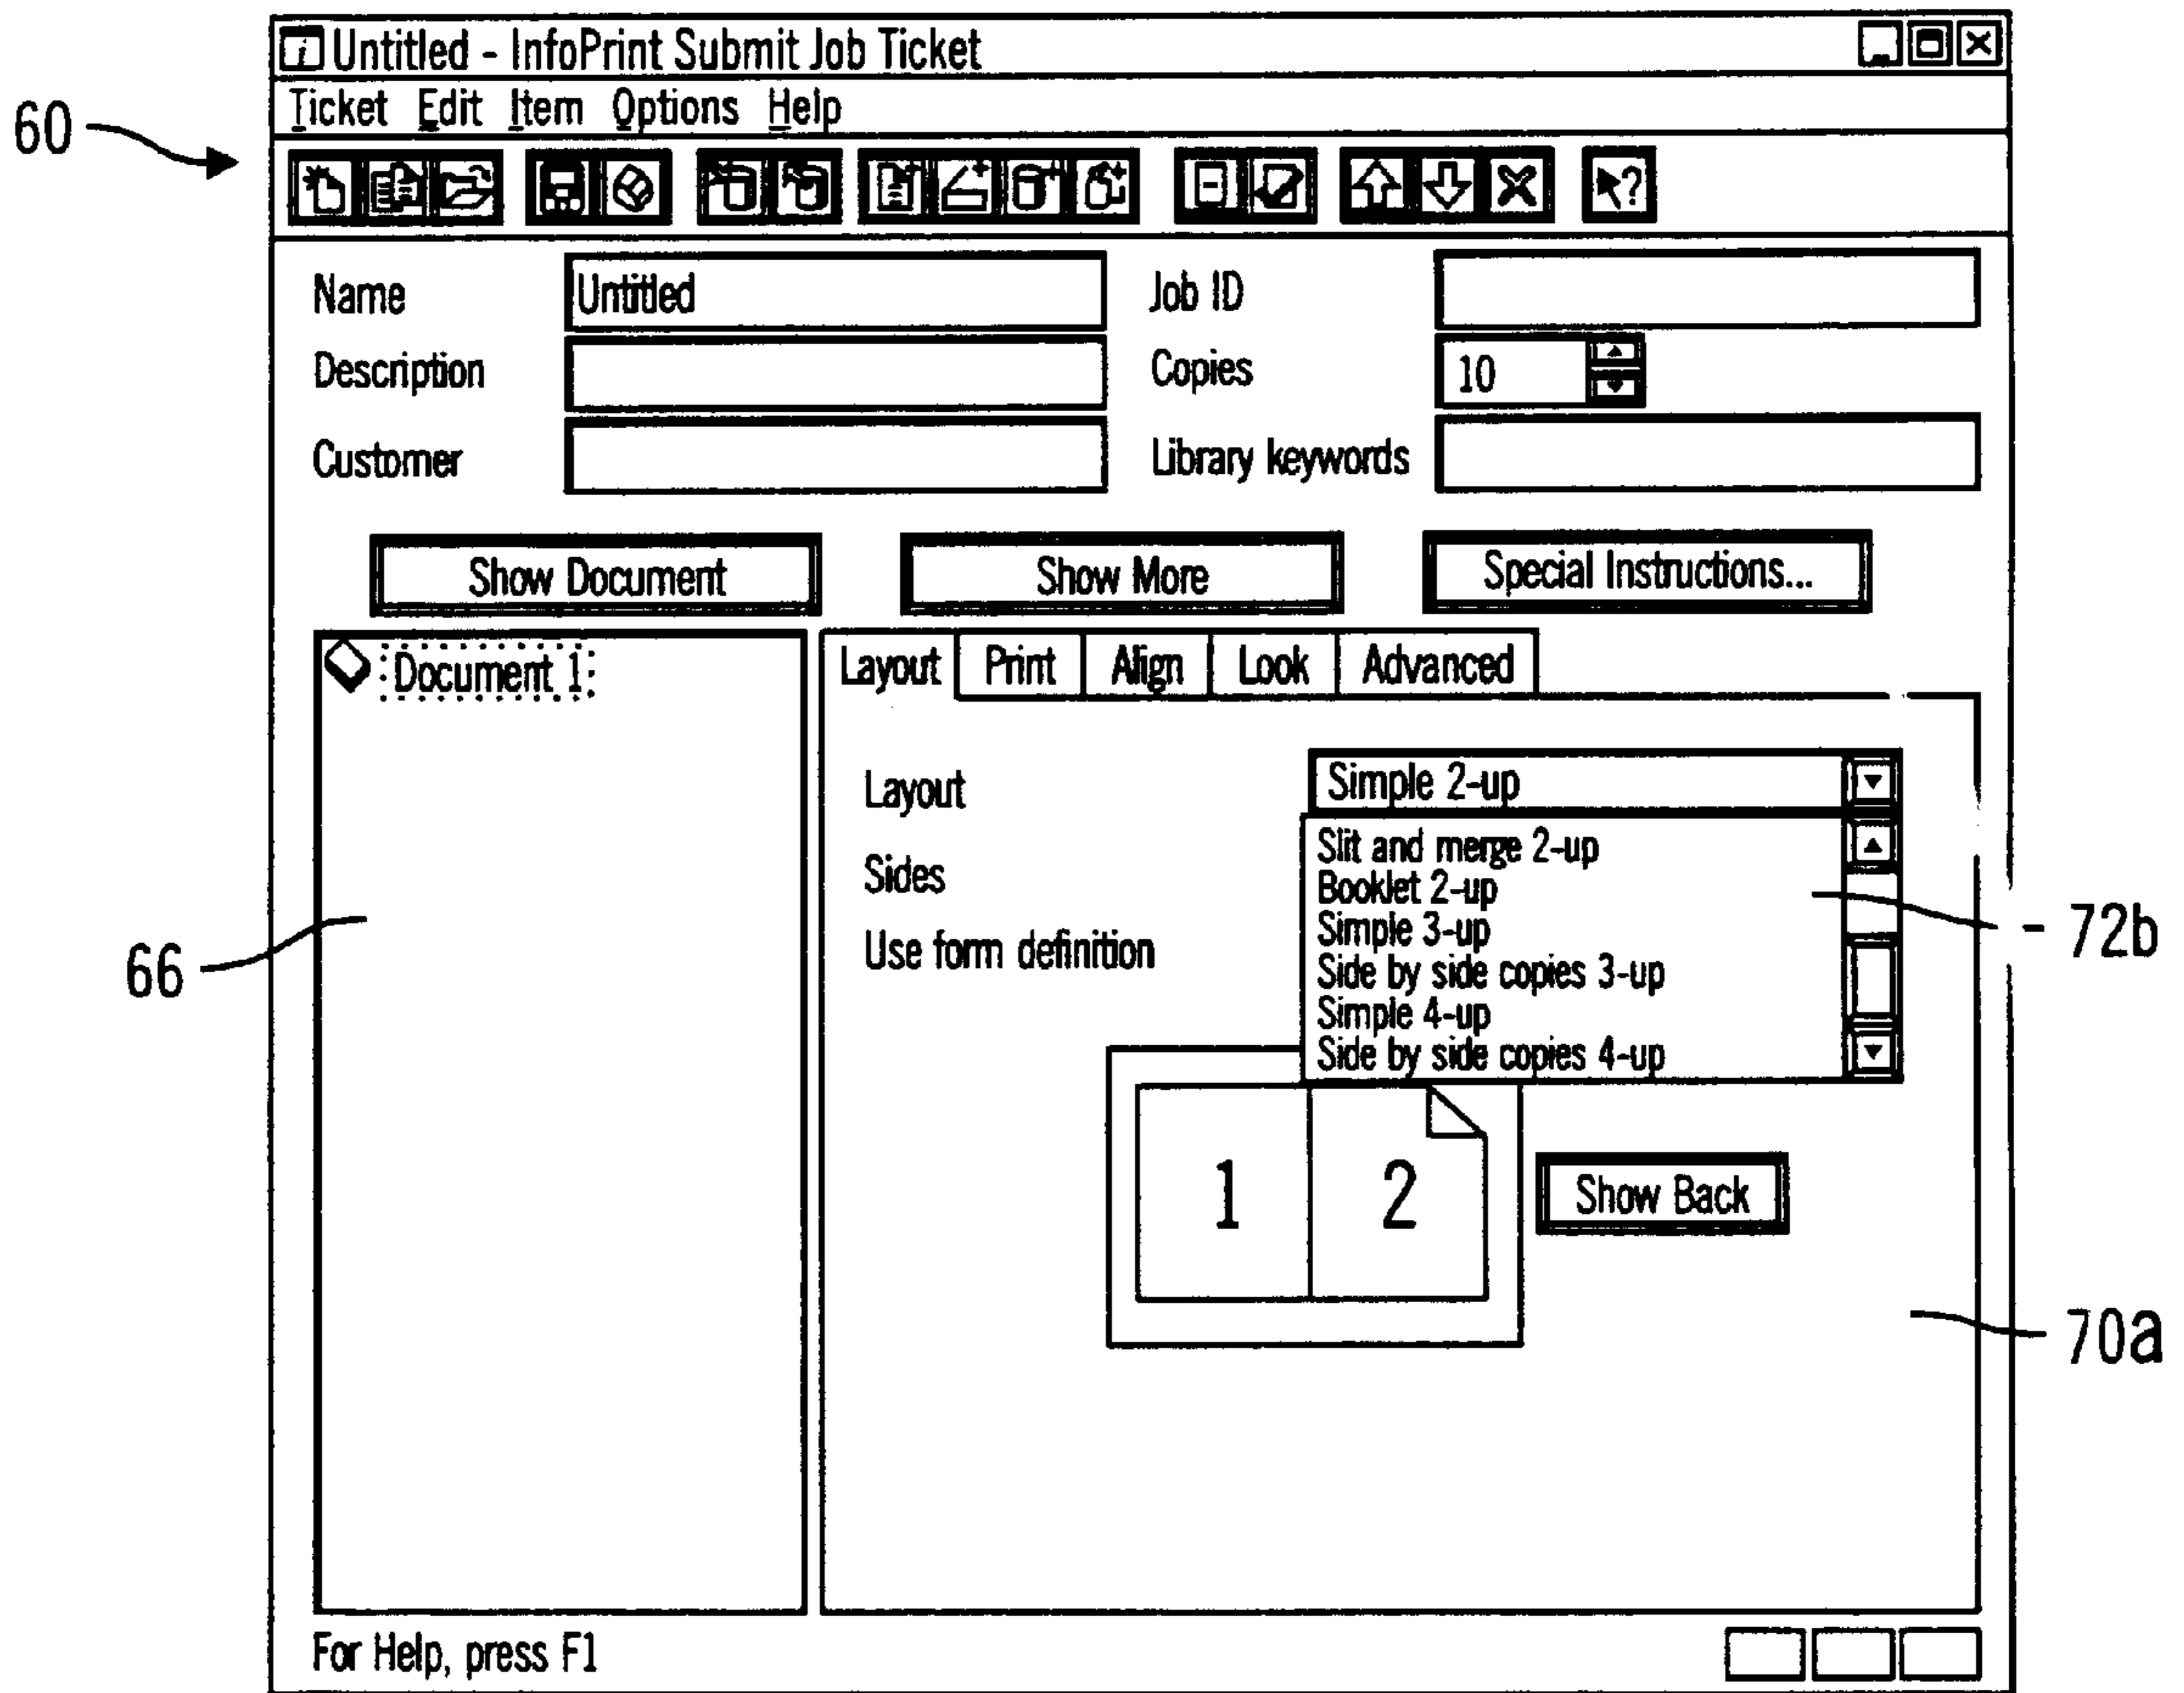 Untitled - InfoPrint Submit Job Ticket
Ticket Edit Item Options Help
60
Name Untitled Job ID
Description Copies 10
Customer Library keywords
Show Document Show More Special Instructions...
Document 1
Layout Print Align Look Advanced
Layout Simple 2-up
Slit and merge 2-up
Sides
Booklet 2-up
Simple 3-up
Use form definition
Side by side copies 3-up
Simple 4-up
Side by side copies 4-up
66
72b
1 2
Show Back
70a
For Help, press F1